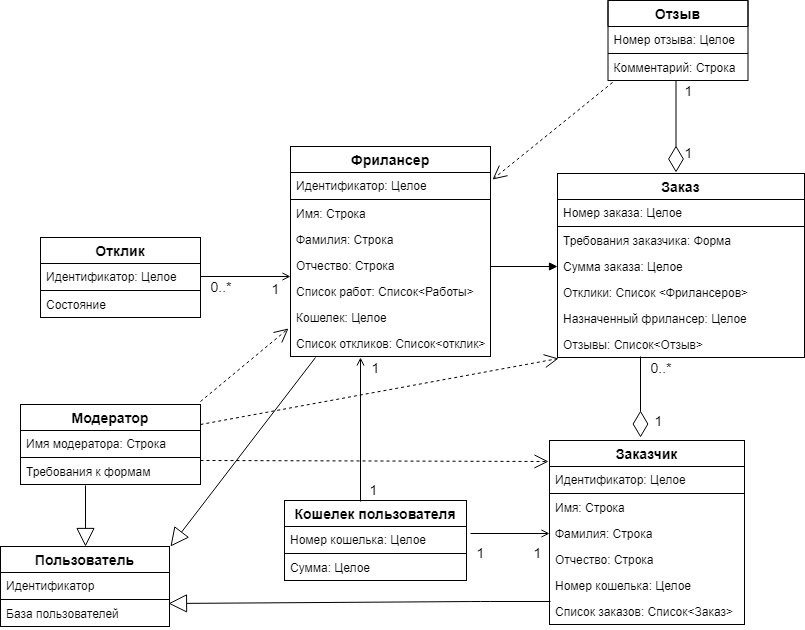 Отзыв
Номер отзыва: Целое
Комментарий: Строка
1
1
Фрилансер
Идентификатор: Целое
Имя: Строка
Фамилия: Строка
Отчество: Строка
Список работ: Список<Работы>
Кошелек: Целое
Список откликов: Список<отклик>
Заказ
Номер заказа: Целое
Требования заказчика: Форма
Сумма заказа: Целое
Отклики: Список <Фрилансеров>
Назначенный фрилансер: Целое
Отзывы: Список<Отзыв>
Отклик
Идентификатор: Целое
Состояние
0..*
1
1
0..*
1
Модератор
Имя модератора: Строка
Требования к формам
Заказчик
Идентификатор: Целое
Имя: Строка
Фамилия: Строка
Отчество: Строка
Номер кошелька: Целое
Список заказов: Список<Заказ>
1
Кошелек пользователя
Номер кошелька: Целое
Сумма: Целое
1
1
Пользователь
Идентификатор
База пользователей